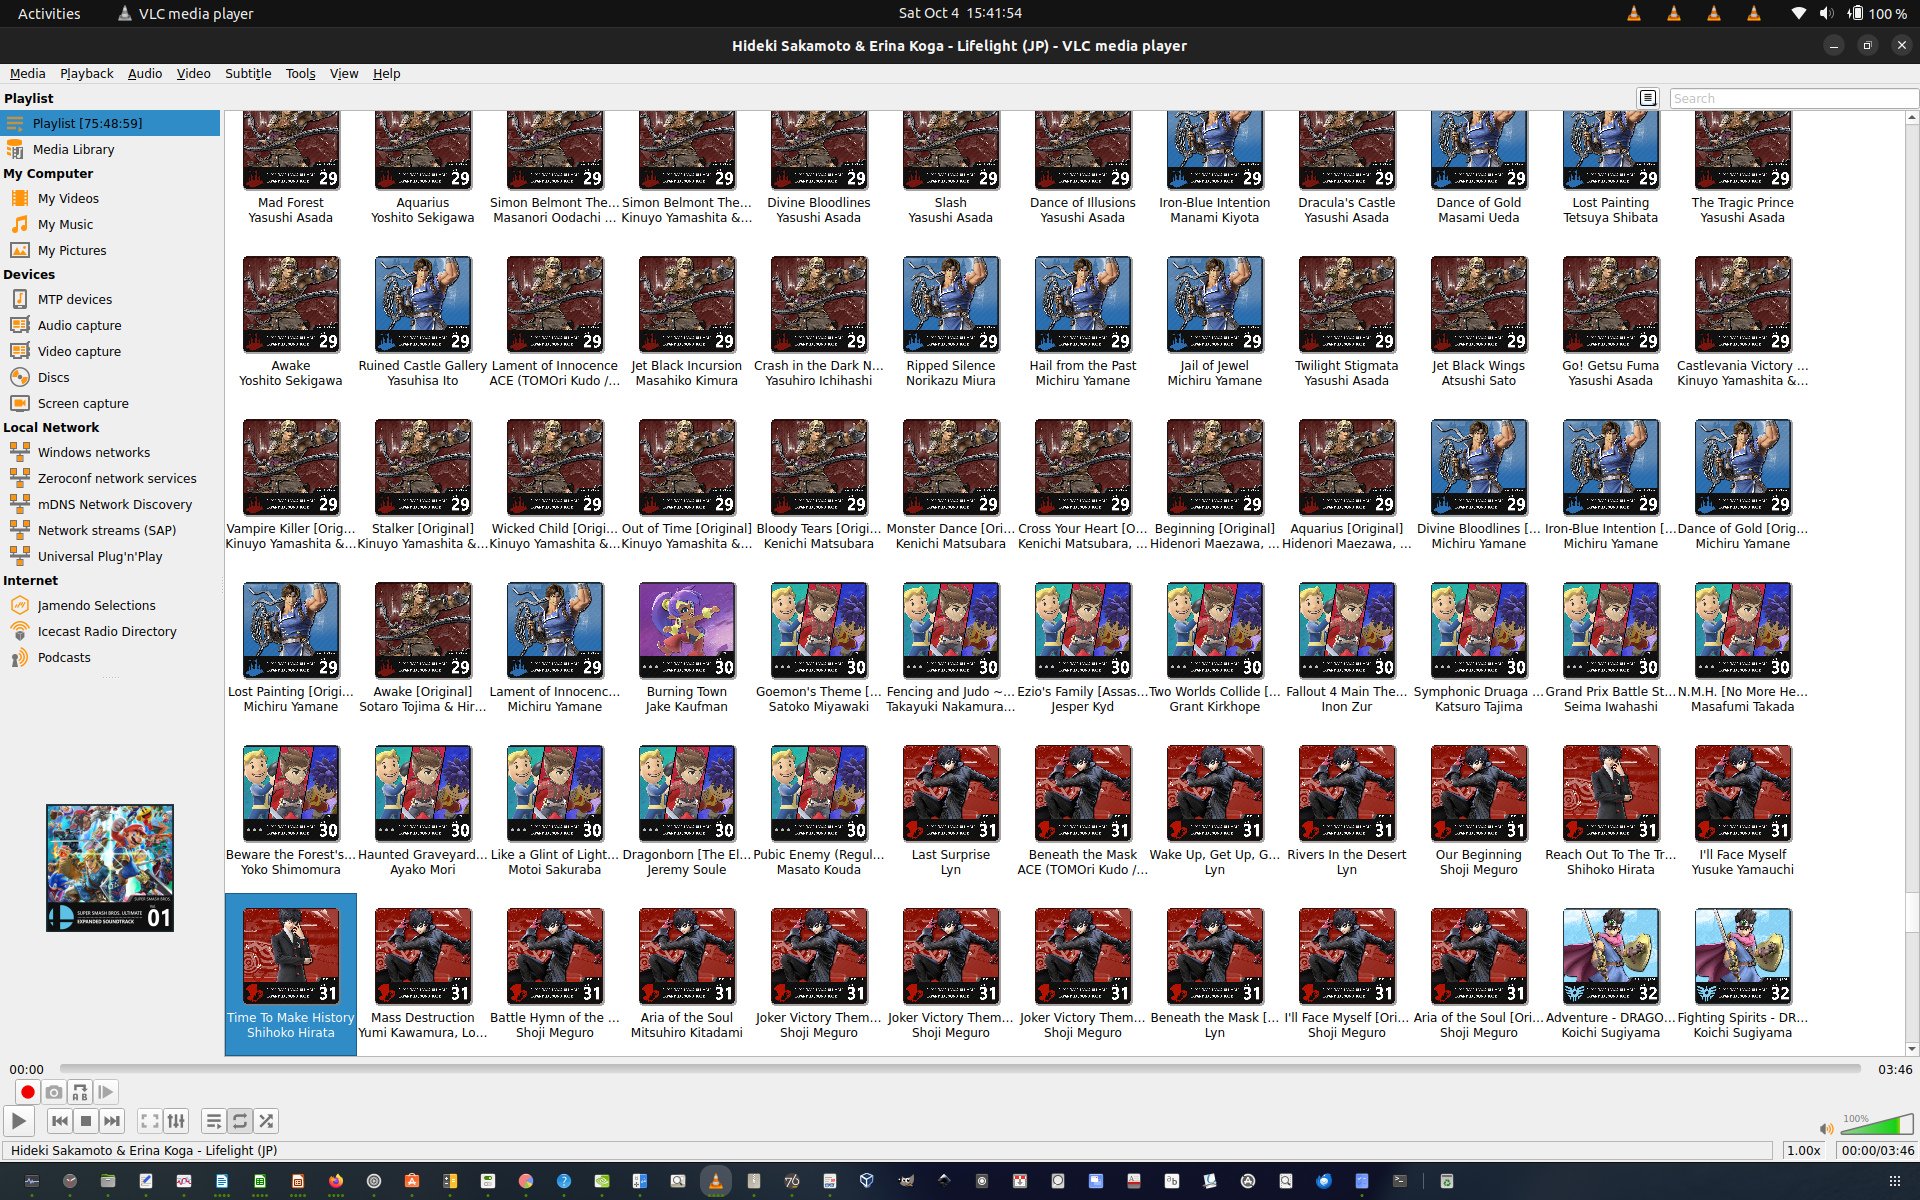 Activities
VLC media player
Sat Oct 4 15:41:54
100 %
Hideki Sakamoto & Erina Koga - Lifelight (JP) - VLC media player
Media Playback Audio Video Subtitle Tools View Help
Playlist
Search
Playlist [75:48:59]
Media Library
My Computer
My Videos
My Music
My Pictures
Devices
MTP devices
Audio capture
Video capture
Discs
Screen capture
Local Network
Windows networks
Zeroconf network services
mDNS Network Discovery
Network streams (SAP)
Universal Plug'n'Play
Internet
Jamendo Selections
Icecast Radio Directory
Podcasts
SUPER SMASH BROS. ULTIMATE
EXPANDED SOUNDTRACK
01
29 29 29 29 29 29 29 29 29 29 29 29
Mad Forest Aquarius Simon Belmont The... Simon Belmont The... Divine Bloodlines Slash Dance of Illusions Iron-Blue Intention Dracula's Castle Dance of Gold Lost Painting The Tragic Prince
Yasushi Asada Yoshito Sekigawa Masanori Oodachi ... Kinuyo Yamashita &... Yasushi Asada Yasushi Asada Yasushi Asada Manami Kiyota Yasushi Asada Masami Ueda Tetsuya Shibata Yasushi Asada
29 29 29 29 29 29 29 29 29 29 29 29
Awake Ruined Castle Gallery Lament of Innocence Jet Black Incursion Crash in the Dark N... Ripped Silence Hail from the Past Jail of Jewel Twilight Stigmata Jet Black Wings Go! Getsu Fuma Castlevania Victory ...
Yoshito Sekigawa Yasuhisa Ito ACE (TOMOri Kudo /... Masahiko Kimura Yasuhiro Ichihashi Norikazu Miura Michiru Yamane Michiru Yamane Yasushi Asada Atsushi Sato Yasushi Asada Kinuyo Yamashita &...
29 29 29 29 29 29 29 29 29 29 29 29
Vampire Killer [Orig... Stalker [Original] Wicked Child [Origi... Out of Time [Original] Bloody Tears [Origi... Monster Dance [Ori... Cross Your Heart [O... Beginning [Original] Aquarius [Original] Divine Bloodlines [... Iron-Blue Intention [... Dance of Gold [Orig...
Kinuyo Yamashita &... Kinuyo Yamashita &... Kinuyo Yamashita &... Kinuyo Yamashita &... Kenichi Matsubara Kenichi Matsubara Kenichi Matsubara, ... Hidenori Maezawa, ... Hidenori Maezawa, ... Michiru Yamane Michiru Yamane Michiru Yamane
29 29 29 30 30 30 30 30 30 30 30 30
Lost Painting [Origi... Awake [Original] Lament of Innocenc... Burning Town Goemon's Theme [... Fencing and Judo ~... Ezio's Family [Assas... Two Worlds Collide [... Fallout 4 Main The... Symphonic Druaga ... Grand Prix Battle St... N.M.H. [No More He...
Michiru Yamane Sotaro Tojima & Hir... Michiru Yamane Jake Kaufman Satoko Miyawaki Takayuki Nakamura... Jesper Kyd Grant Kirkhope Inon Zur Katsuro Tajima Seima Iwahashi Masafumi Takada
30 30 30 30 30 31 31 31 31 31 31 31
Beware the Forest's... Haunted Graveyard... Like a Glint of Light... Dragonborn [The El... Pubic Enemy (Regul... Last Surprise Beneath the Mask Wake Up, Get Up, G... Rivers In the Desert Our Beginning Reach Out To The Tr... I'll Face Myself
Yoko Shimomura Ayako Mori Motoi Sakuraba Jeremy Soule Masato Kouda Lyn ACE (TOMOri Kudo /... Lyn Lyn Shoji Meguro Shihoko Hirata Yusuke Yamauchi
31 31 31 31 31 31 31 31 31 31 32 32
Time To Make History Mass Destruction Battle Hymn of the ... Aria of the Soul Joker Victory Them... Joker Victory Them... Joker Victory Them... Beneath the Mask [... I'll Face Myself [Ori... Aria of the Soul [Ori... Adventure - DRAGO... Fighting Spirits - DR...
Shihoko Hirata Yumi Kawamura, Lo... Shoji Meguro Mitsuhiro Kitadami Shoji Meguro Shoji Meguro Shoji Meguro Lyn Shoji Meguro Shoji Meguro Koichi Sugiyama Koichi Sugiyama
00:00
03:46
100%
Hideki Sakamoto & Erina Koga - Lifelight (JP)
1.00x
00:00/03:46